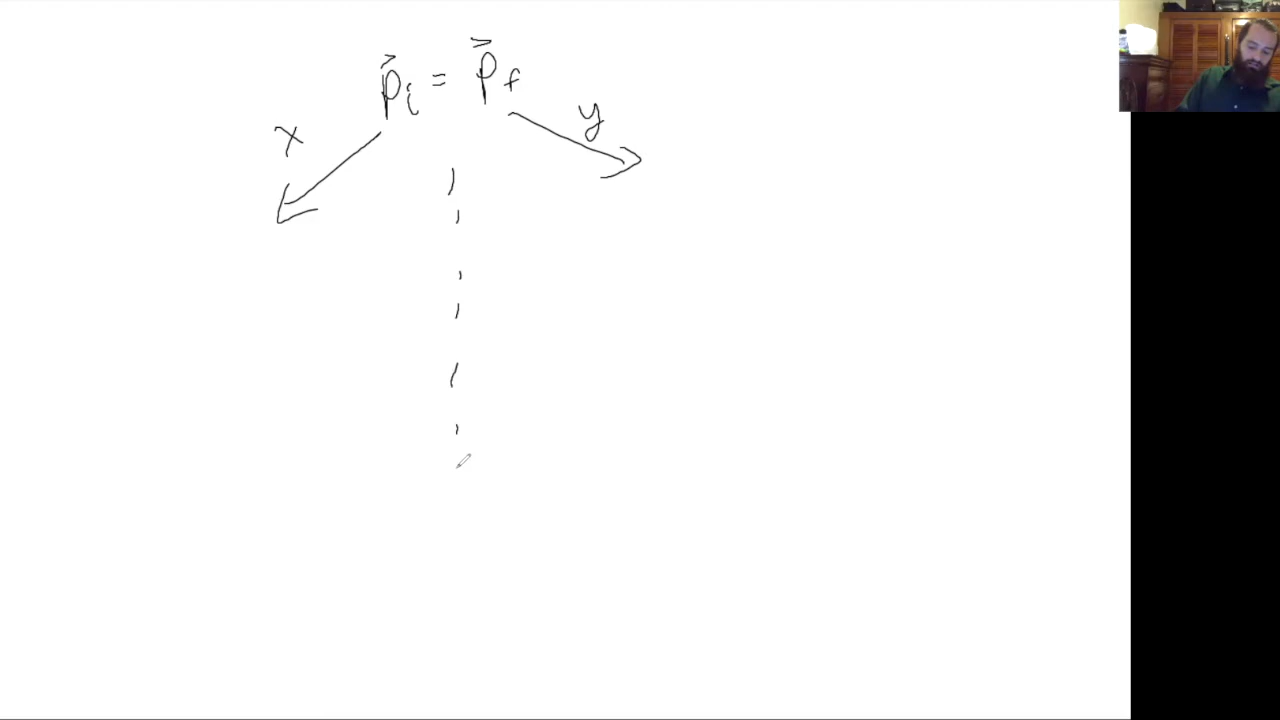 p⃗ᵢ = p⃗f
x y